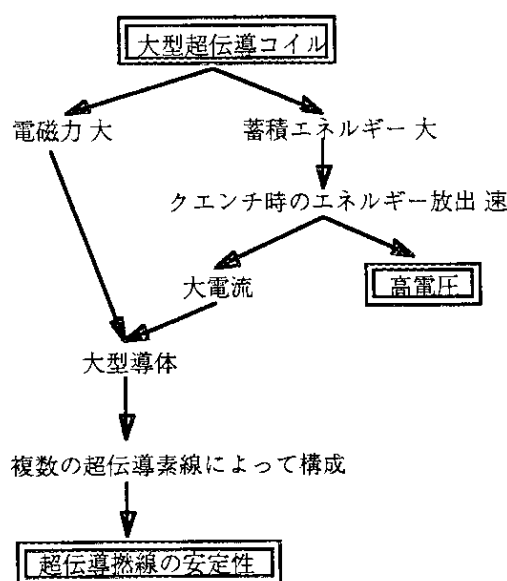 大型超伝導コイル
電磁力 大
蓄積エネルギー 大
クエンチ時のエネルギー放出 速
大電流
高電圧
大型導体
複数の超伝導素線によって構成
超伝導撚線の安定性